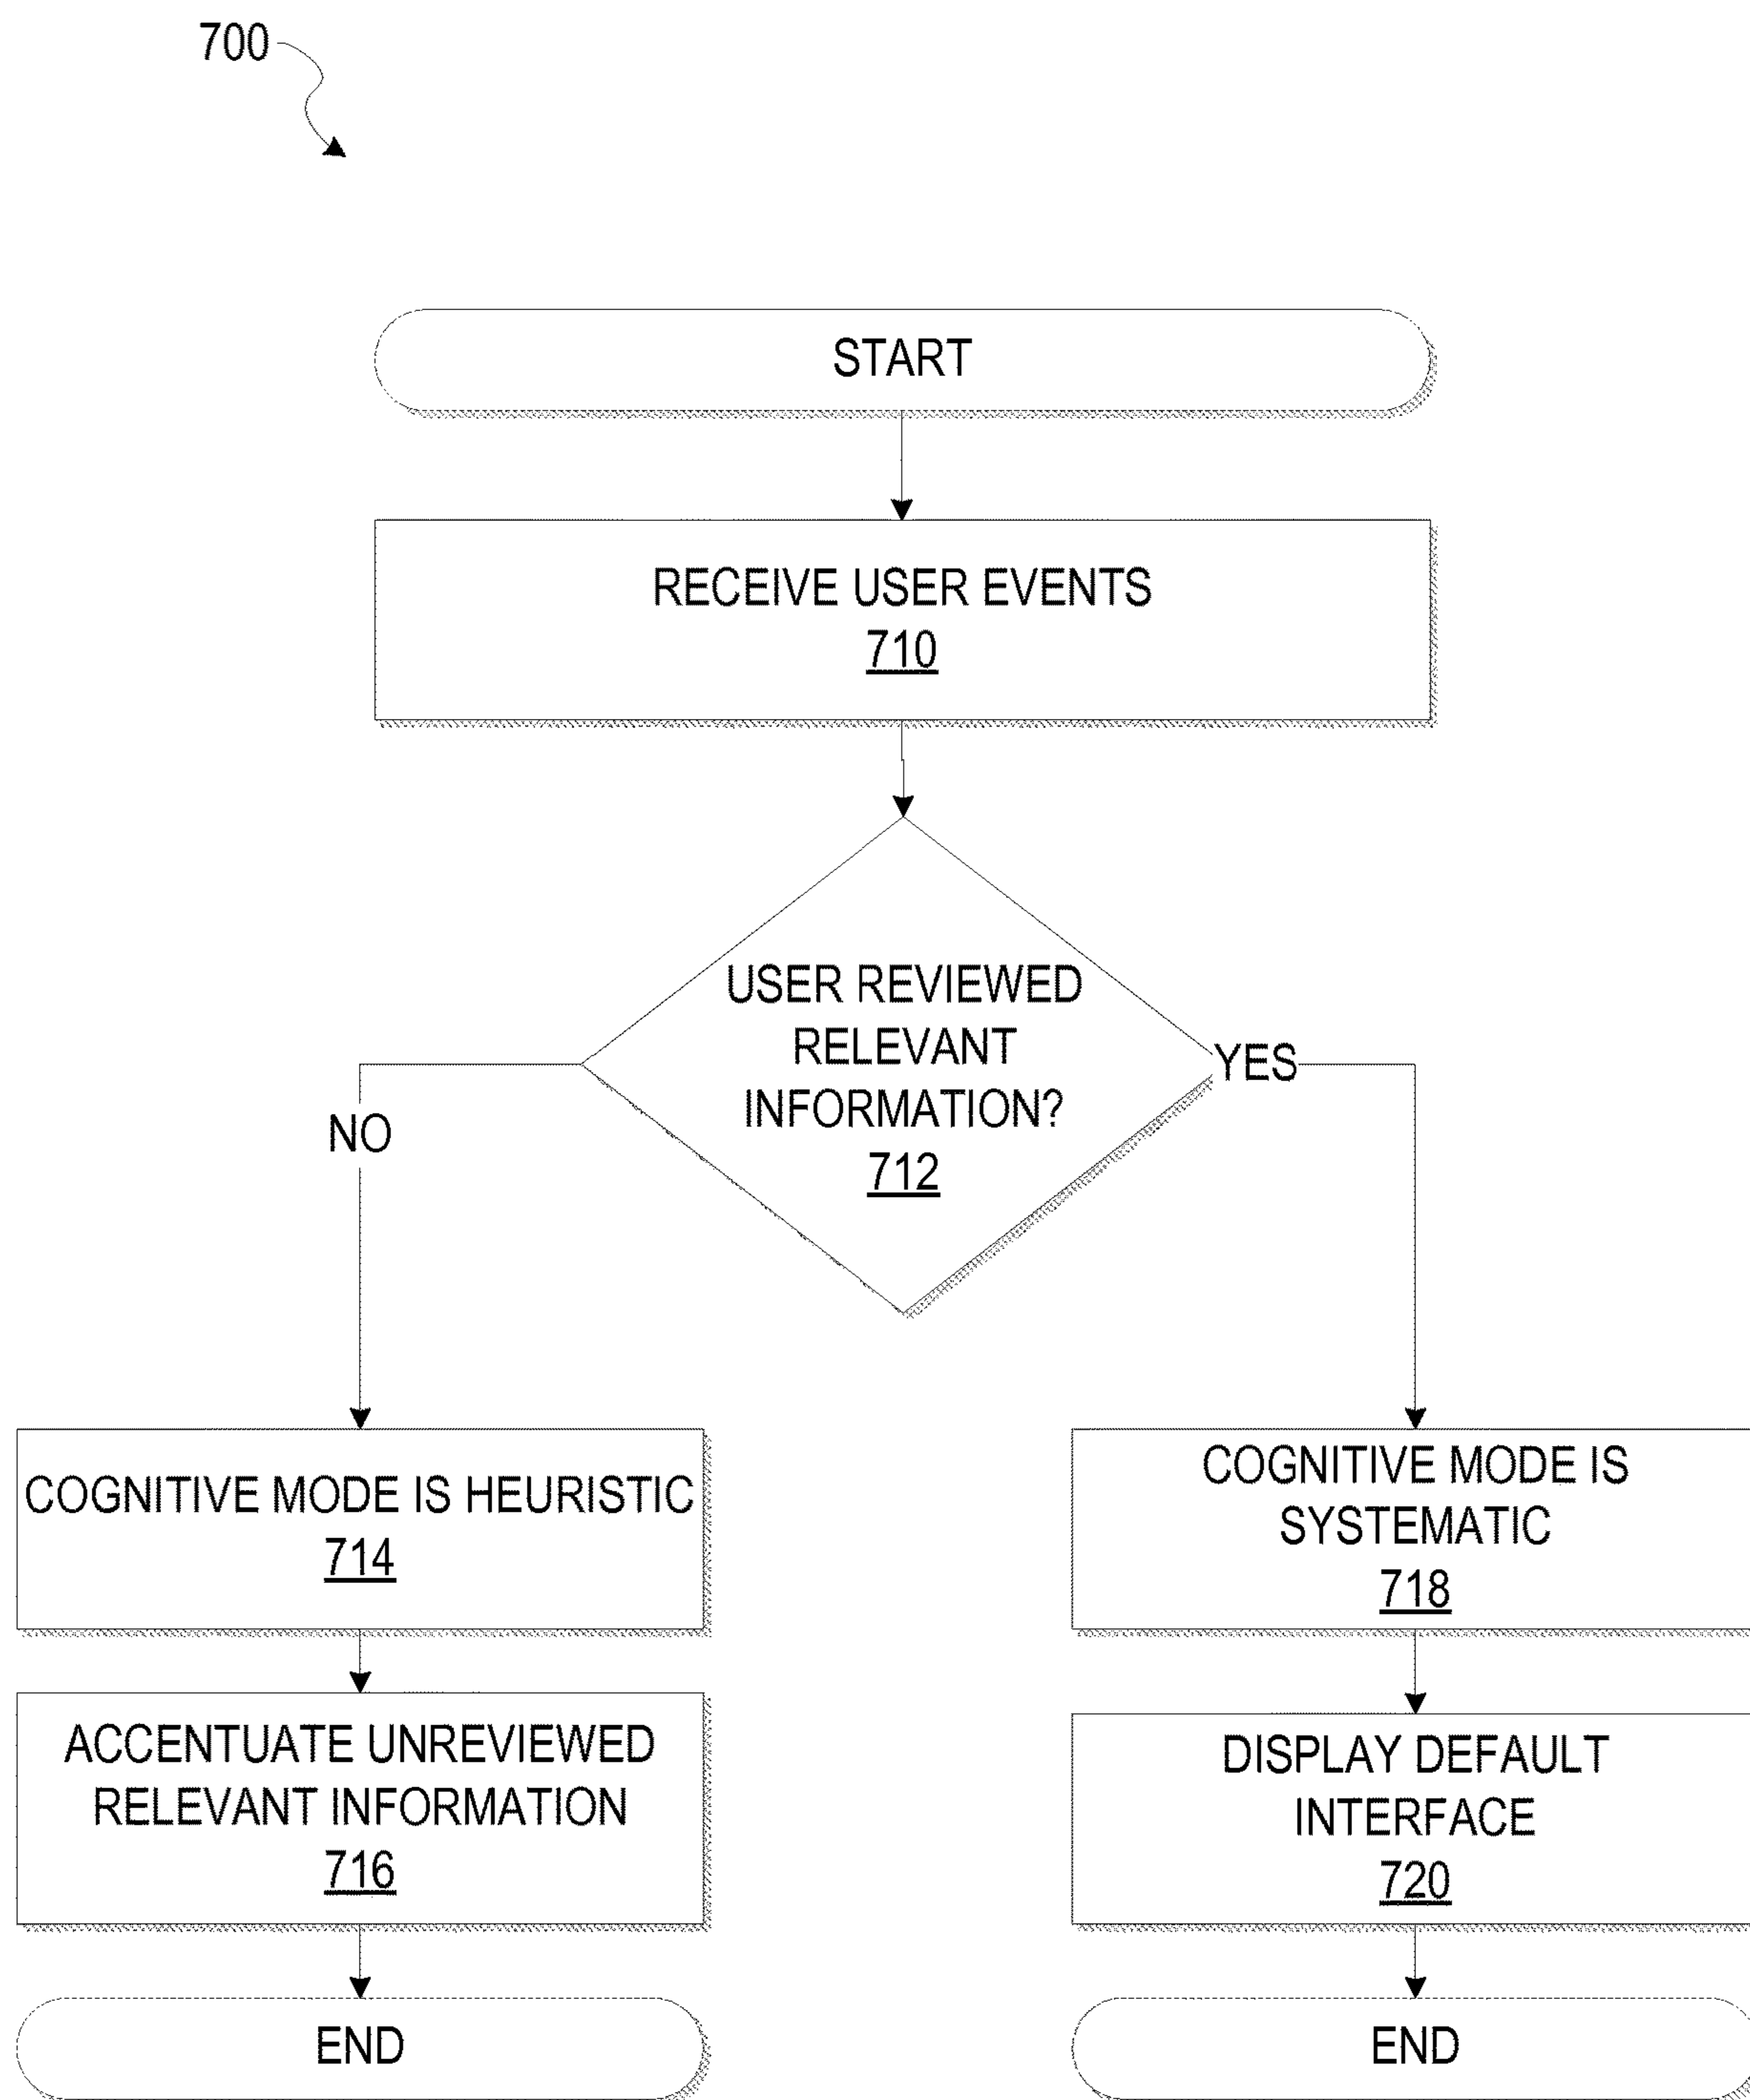 700
START
RECEIVE USER EVENTS
710
USER REVIEWED
RELEVANT
INFORMATION?
712
YES
NO
COGNITIVE MODE IS HEURISTIC
714
ACCENTUATE UNREVIEWED
RELEVANT INFORMATION
716
END
COGNITIVE MODE IS
SYSTEMATIC
718
DISPLAY DEFAULT
INTERFACE
720
END